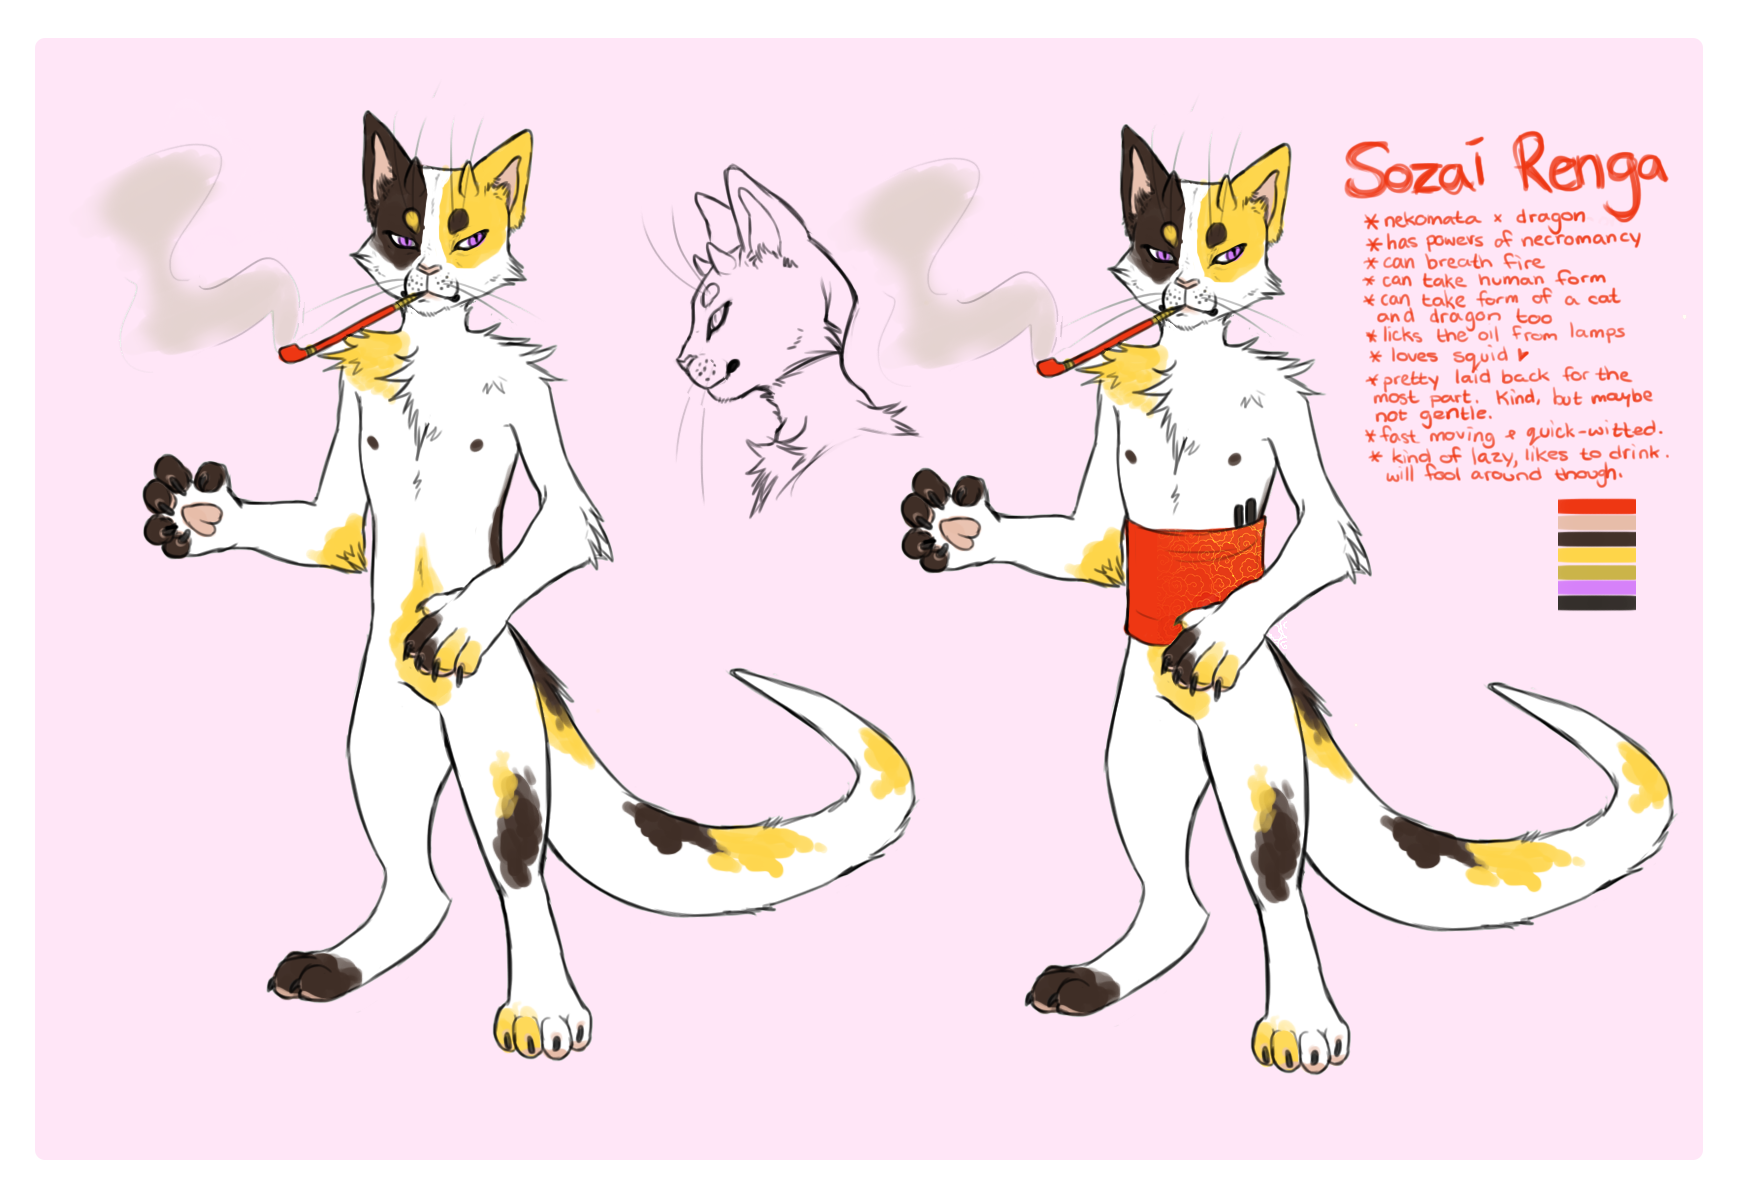 Sozai Renga
* nekomata x dragon
* has powers of necromancy
* can breath fire
* can take human form
* can take form of a cat
and dragon too
* licks the oil from lamps
* loves squid ♥
* pretty laid back for the
most part. Kind, but maybe
not gentle.
* fast moving & quick-witted.
* kind of lazy, likes to drink.
will fool around though.